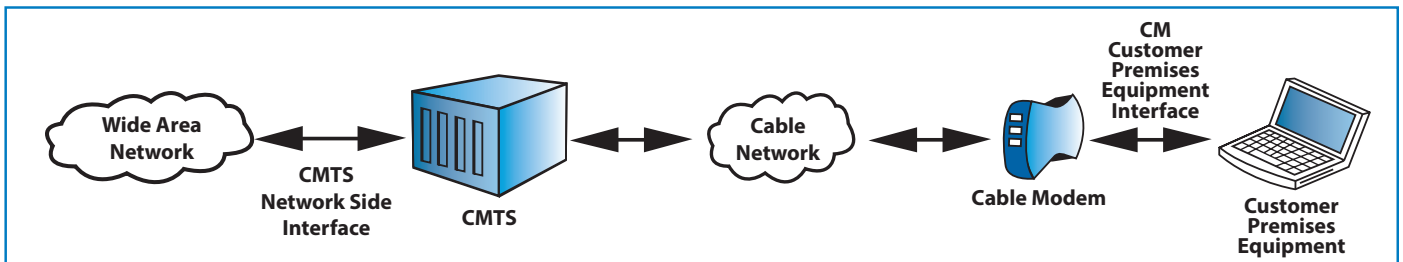 Wide Area
Network
CMTS
Network Side
Interface
CMTS
Cable
Network
Cable Modem
CM
Customer
Premises
Equipment
Interface
Customer
Premises
Equipment